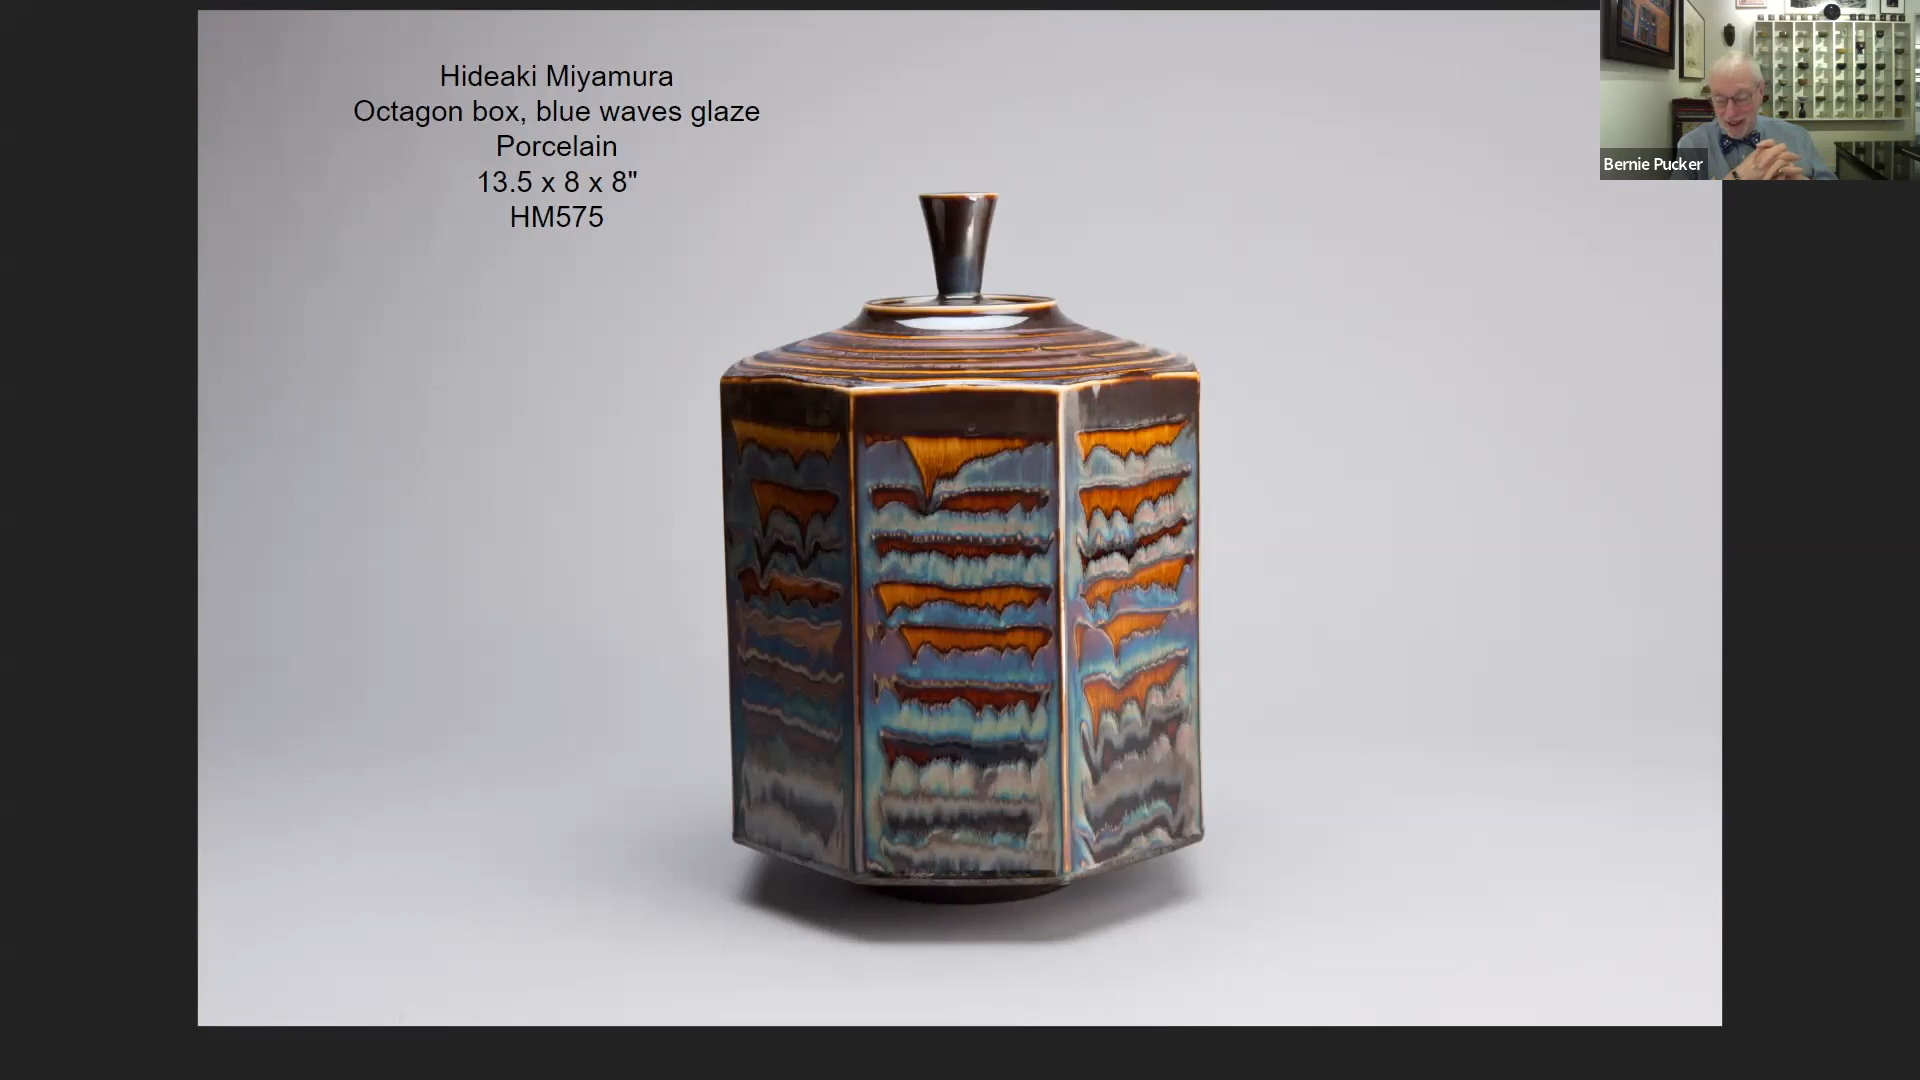 Hideaki Miyamura
Octagon box, blue waves glaze
Porcelain
13.5 x 8 x 8"
HM575
Bernie Pucker